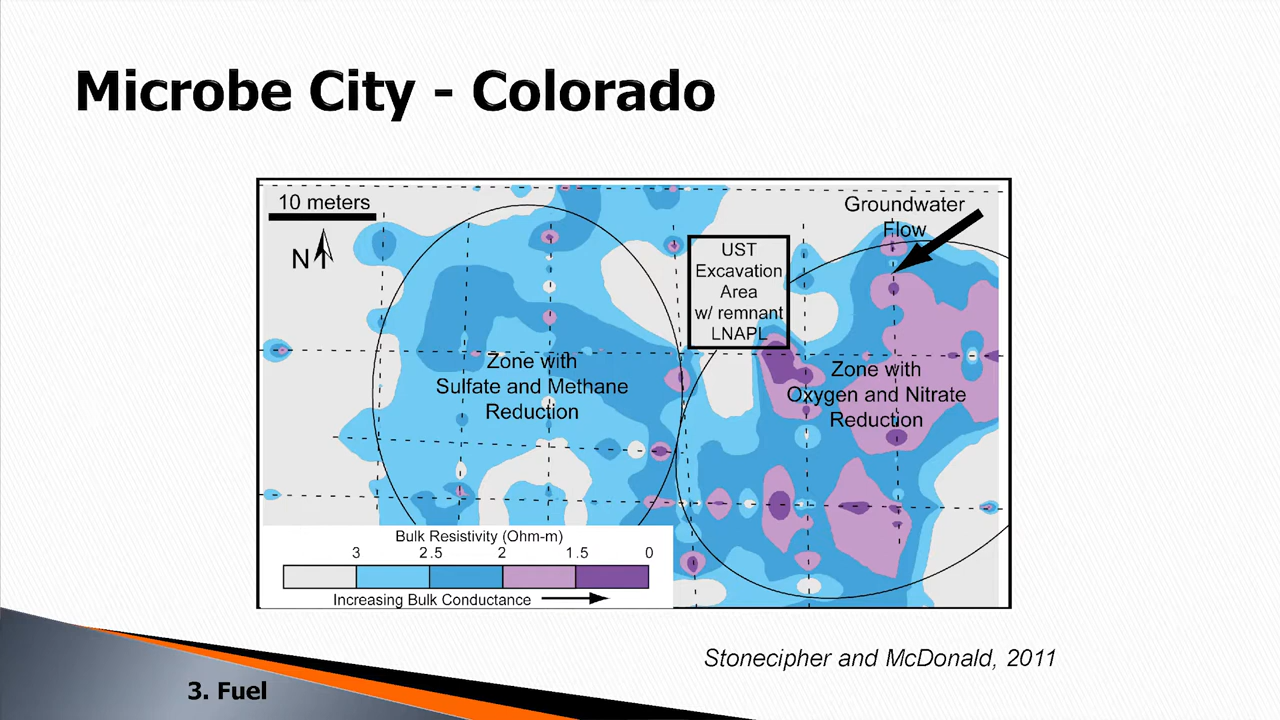 Microbe City - Colorado
10 meters
N
Groundwater
Flow
UST
Excavation
Area
w/ remnant
LNAPL
Zone with
Sulfate and Methane
Reduction
Zone with
Oxygen and Nitrate
Reduction
Bulk Resistivity (Ohm-m)
3 2.5 2 1.5 0
Increasing Bulk Conductance
Stonecipher and McDonald, 2011
3. Fuel